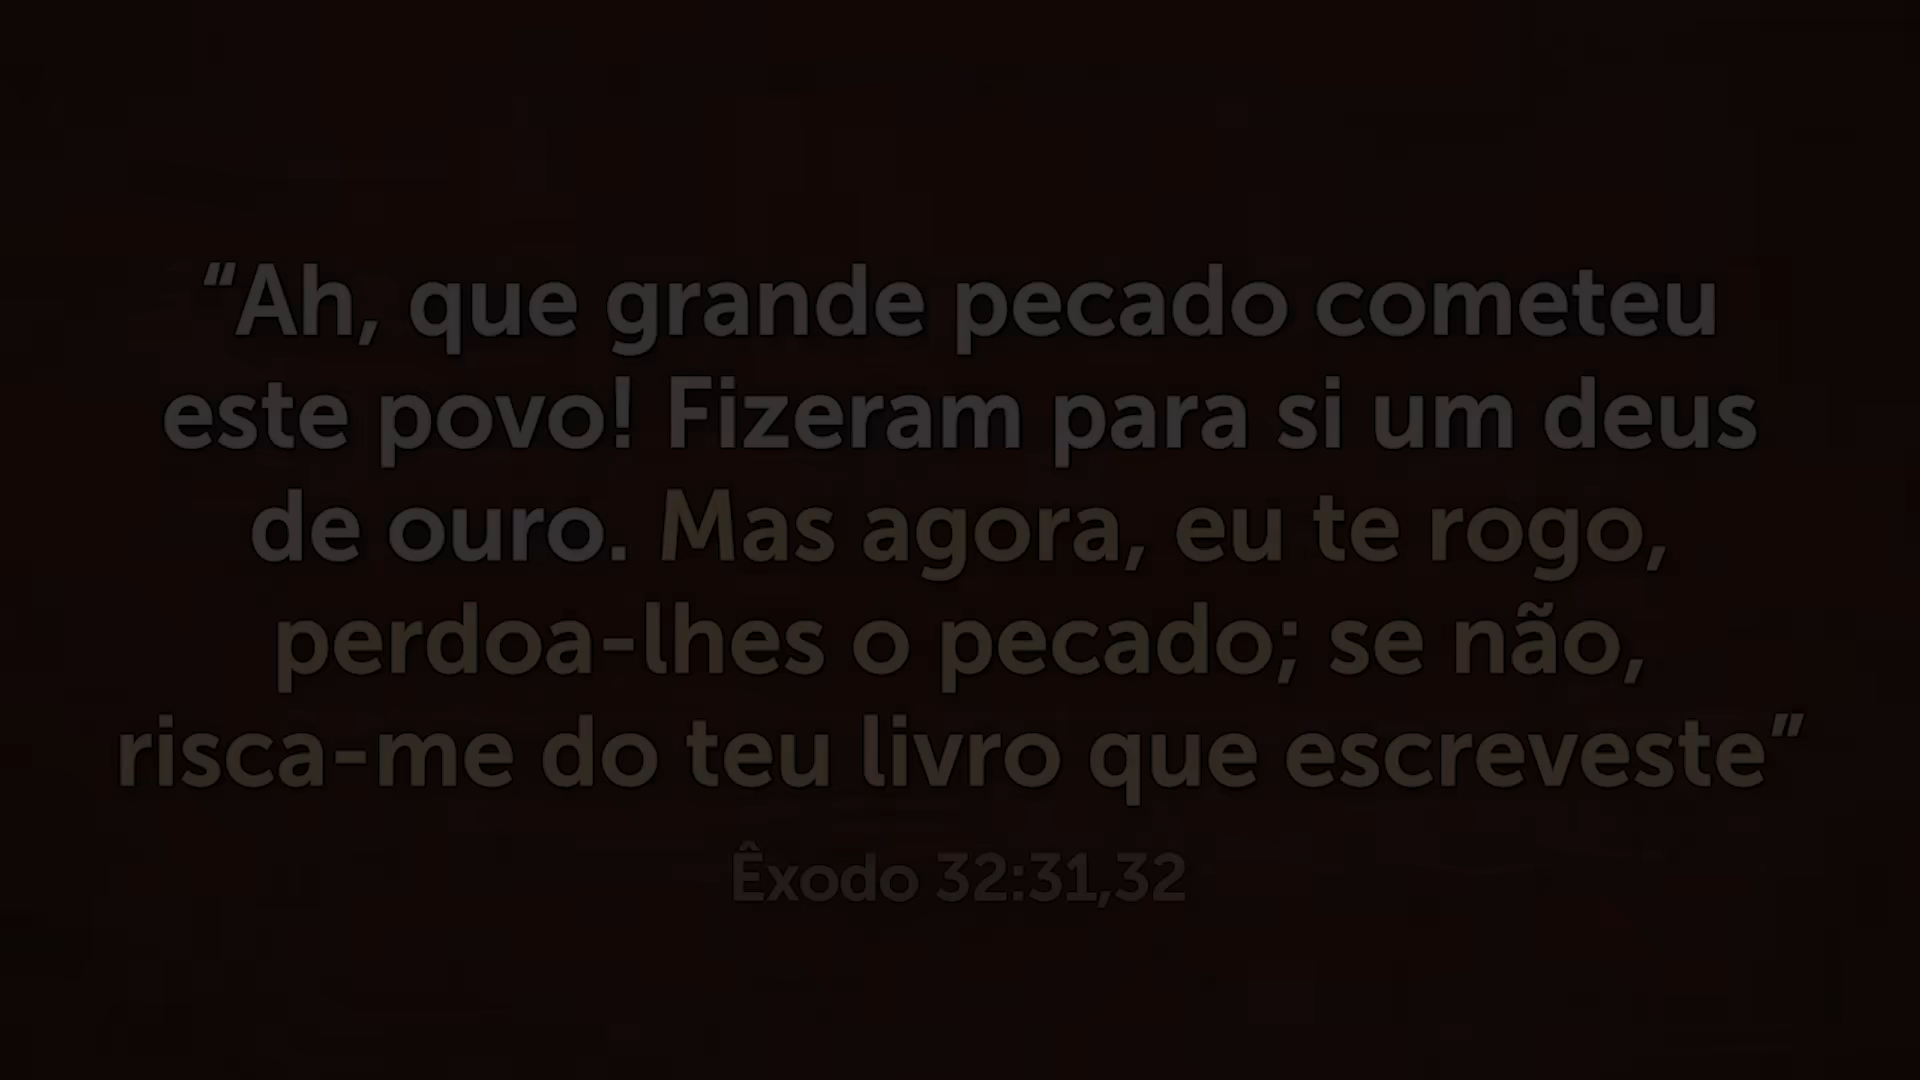 “Ah, que grande pecado cometeu
este povo! Fizeram para si um deus
de ouro. Mas agora, eu te rogo,
perdoa-lhes o pecado; se não,
risca-me do teu livro que escreveste”
Êxodo 32:31,32